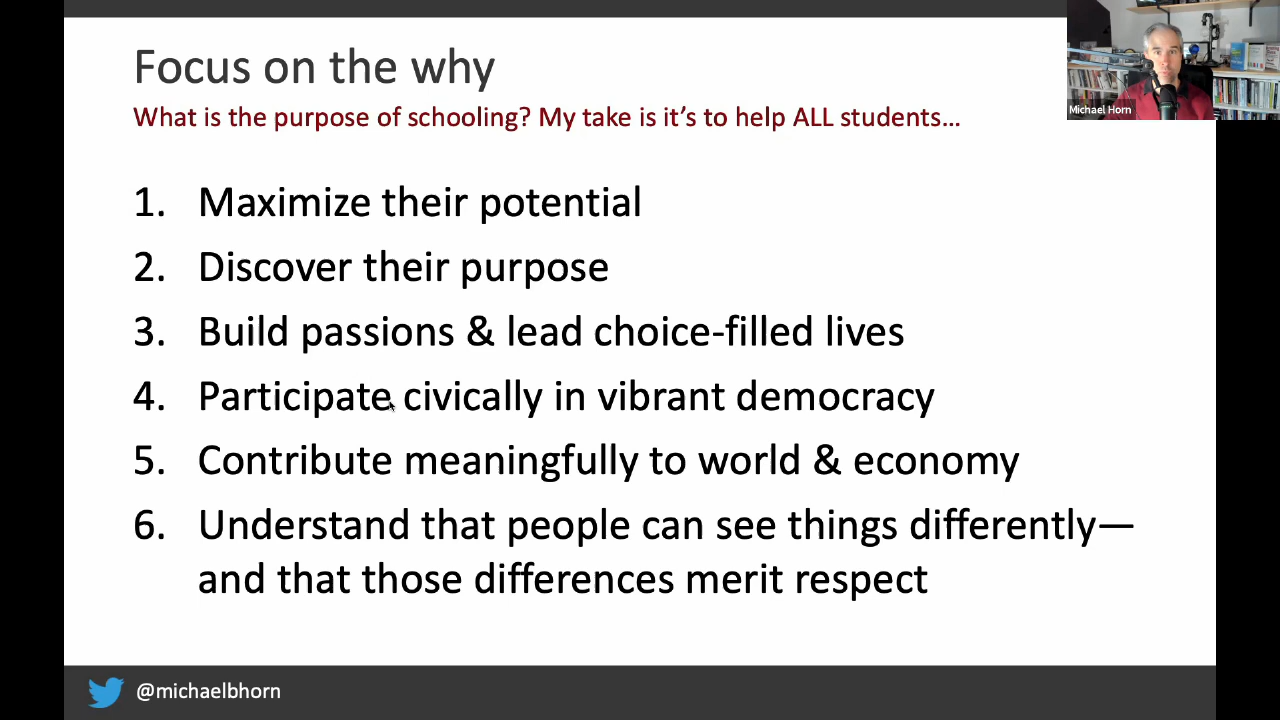 Focus on the why
What is the purpose of schooling? My take is it's to help ALL students…
1. Maximize their potential
2. Discover their purpose
3. Build passions & lead choice-filled lives
4. Participate civically in vibrant democracy
5. Contribute meaningfully to world & economy
6. Understand that people can see things differently—
and that those differences merit respect
@michaelbhorn
Michael Horn